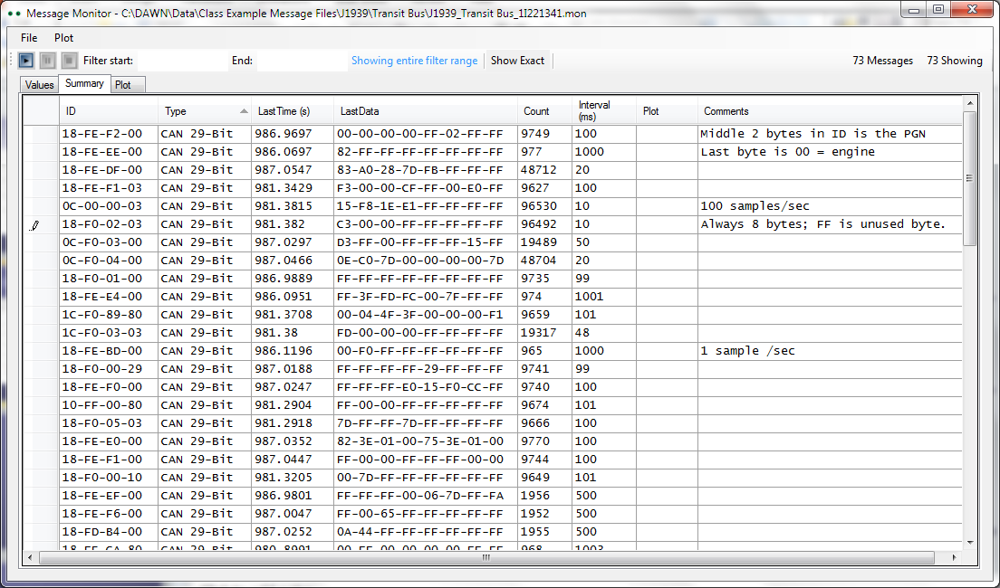 Message Monitor - C:\DAWN\Data\Class Example Message Files\J1939\Transit Bus\J1939_Transit Bus_1I221341.mon
File Plot
Filter start: End: Showing entire filter range Show Exact 73 Messages 73 Showing
Values Summary Plot
ID Type LastTime (s) LastData Count Interval (ms) Plot Comments
18-FE-F2-00 CAN 29-Bit 986.9697 00-00-00-00-FF-02-FF-FF 9749 100 Middle 2 bytes in ID is the PGN
18-FE-EE-00 CAN 29-Bit 986.0697 82-FF-FF-FF-FF-FF-FF-FF 977 1000 Last byte is 00 = engine
18-FE-DF-00 CAN 29-Bit 987.0547 83-A0-28-7D-FB-FF-FF-FF 48712 20
18-FE-F1-03 CAN 29-Bit 981.3429 F3-00-00-CF-FF-00-E0-FF 9627 100
0C-00-00-03 CAN 29-Bit 981.3815 15-F8-1E-E1-FF-FF-FF-FF 96530 10 100 samples/sec
18-F0-02-03 CAN 29-Bit 981.382 C3-00-00-FF-FF-FF-FF-FF 96492 10 Always 8 bytes; FF is unused byte.
0C-F0-03-00 CAN 29-Bit 987.0297 D3-FF-00-FF-FF-FF-15-FF 19489 50
0C-F0-04-00 CAN 29-Bit 987.0466 0E-C0-7D-00-00-00-00-7D 48704 20
18-F0-01-00 CAN 29-Bit 986.9889 FF-FF-FF-FF-FF-FF-FF-FF 9735 99
18-FE-E4-00 CAN 29-Bit 986.0951 FF-3F-FD-FC-00-7F-FF-FF 974 1001
1C-F0-89-80 CAN 29-Bit 981.3708 00-04-4F-3F-00-00-00-F1 9659 101
1C-F0-03-03 CAN 29-Bit 981.38 FD-00-00-00-FF-FF-FF-FF 19317 48
18-FE-BD-00 CAN 29-Bit 986.1196 00-F0-FF-FF-FF-FF-FF-FF 965 1000 1 sample /sec
18-F0-00-29 CAN 29-Bit 987.0188 FF-FF-FF-FF-29-FF-FF-FF 9741 99
18-FE-F0-00 CAN 29-Bit 987.0247 FF-FF-FF-E0-15-F0-CC-FF 9740 100
10-FF-00-80 CAN 29-Bit 981.2904 FF-00-00-FF-FF-FF-FF-FF 9674 101
18-F0-05-03 CAN 29-Bit 981.2918 7D-FF-FF-7D-FF-FF-FF-FF 9666 100
18-FE-E0-00 CAN 29-Bit 987.0352 82-3E-01-00-75-3E-01-00 9770 100
18-FE-F1-00 CAN 29-Bit 987.0447 FF-00-00-FF-FF-FF-00-00 9744 100
18-F0-00-10 CAN 29-Bit 981.3205 00-7D-FF-FF-FF-FF-FF-FF 9649 101
18-FE-EF-00 CAN 29-Bit 986.9801 FF-FF-FF-00-06-7D-FF-FA 1956 500
18-FE-F6-00 CAN 29-Bit 987.0047 FF-00-65-FF-FF-FF-FF-FF 1952 500
18-FD-B4-00 CAN 29-Bit 987.0252 0A-44-FF-FF-FF-FF-FF-FF 1955 500
CAN 29-Bit